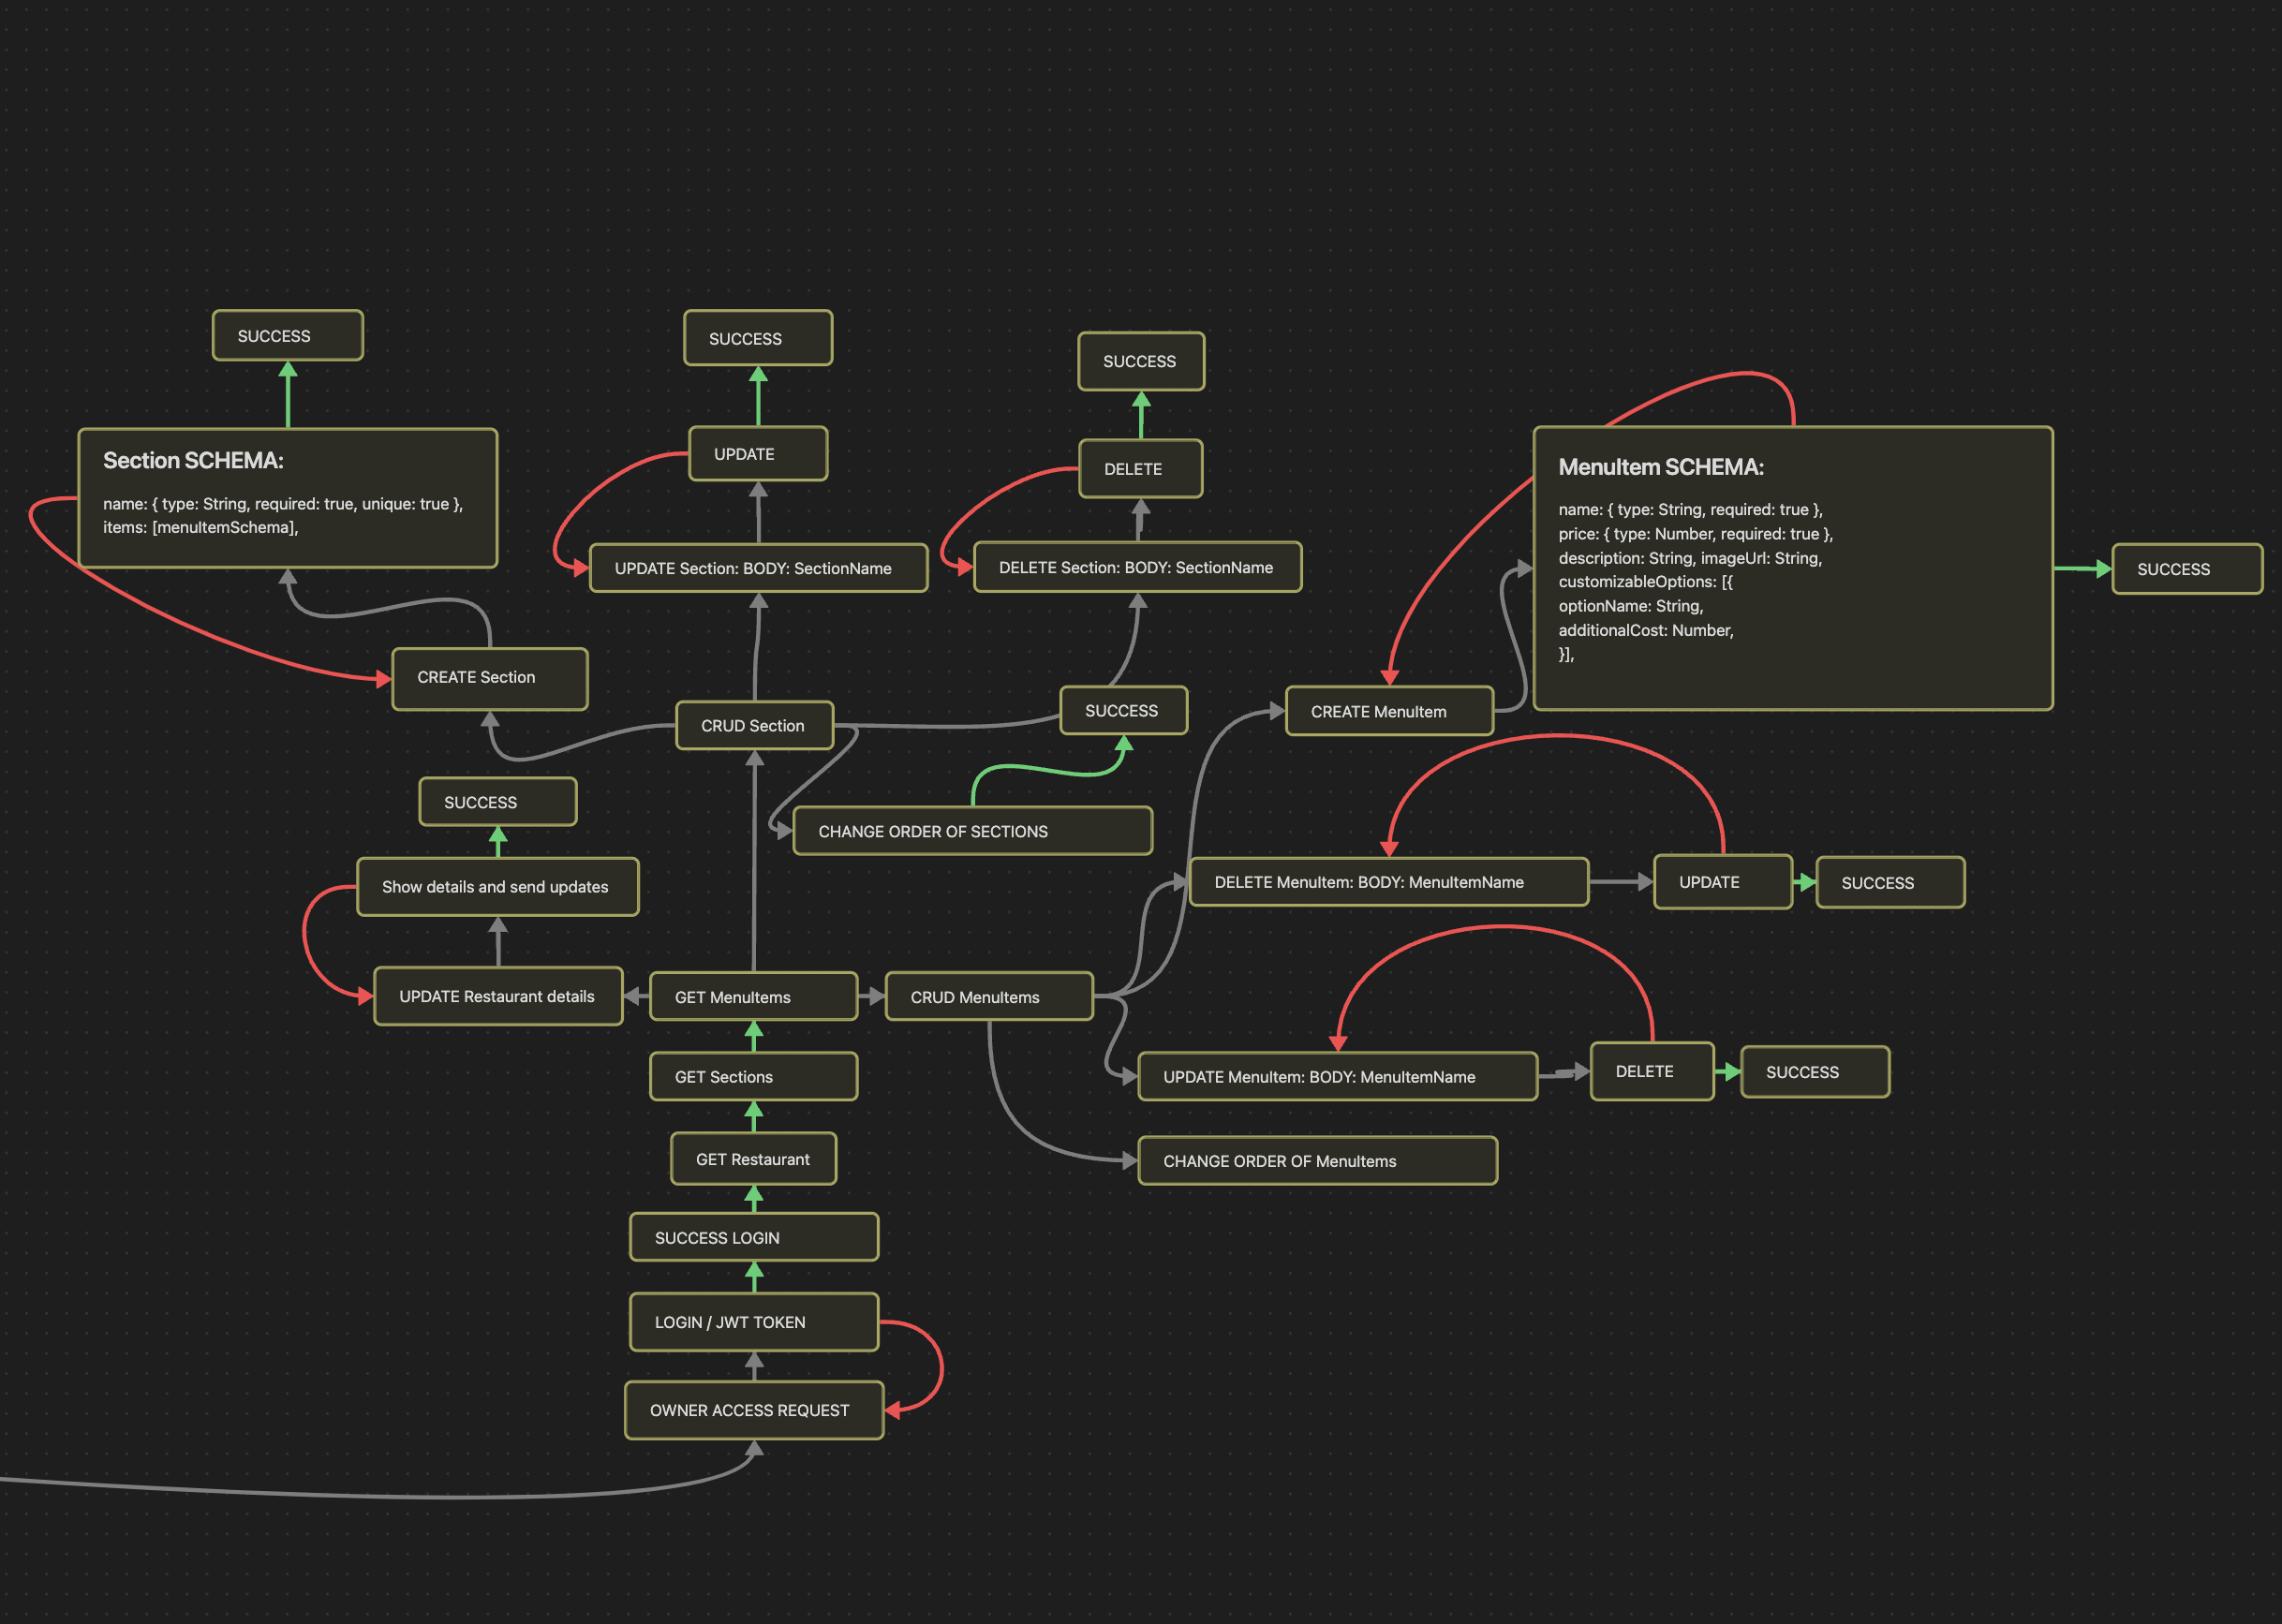 SUCCESS
SUCCESS
SUCCESS
Section SCHEMA:
name: { type: String, required: true, unique: true },
items: [menuItemSchema],
UPDATE
DELETE
MenuItem SCHEMA:
name: { type: String, required: true },
price: { type: Number, required: true },
description: String, imageUrl: String,
customizableOptions: [{
optionName: String,
additionalCost: Number,
}],
SUCCESS
UPDATE Section: BODY: SectionName
DELETE Section: BODY: SectionName
CREATE Section
CRUD Section
SUCCESS
CREATE MenuItem
SUCCESS
CHANGE ORDER OF SECTIONS
Show details and send updates
DELETE MenuItem: BODY: MenuItemName
UPDATE
SUCCESS
UPDATE Restaurant details
GET MenuItems
CRUD MenuItems
GET Sections
UPDATE MenuItem: BODY: MenuItemName
DELETE
SUCCESS
GET Restaurant
CHANGE ORDER OF MenuItems
SUCCESS LOGIN
LOGIN / JWT TOKEN
OWNER ACCESS REQUEST